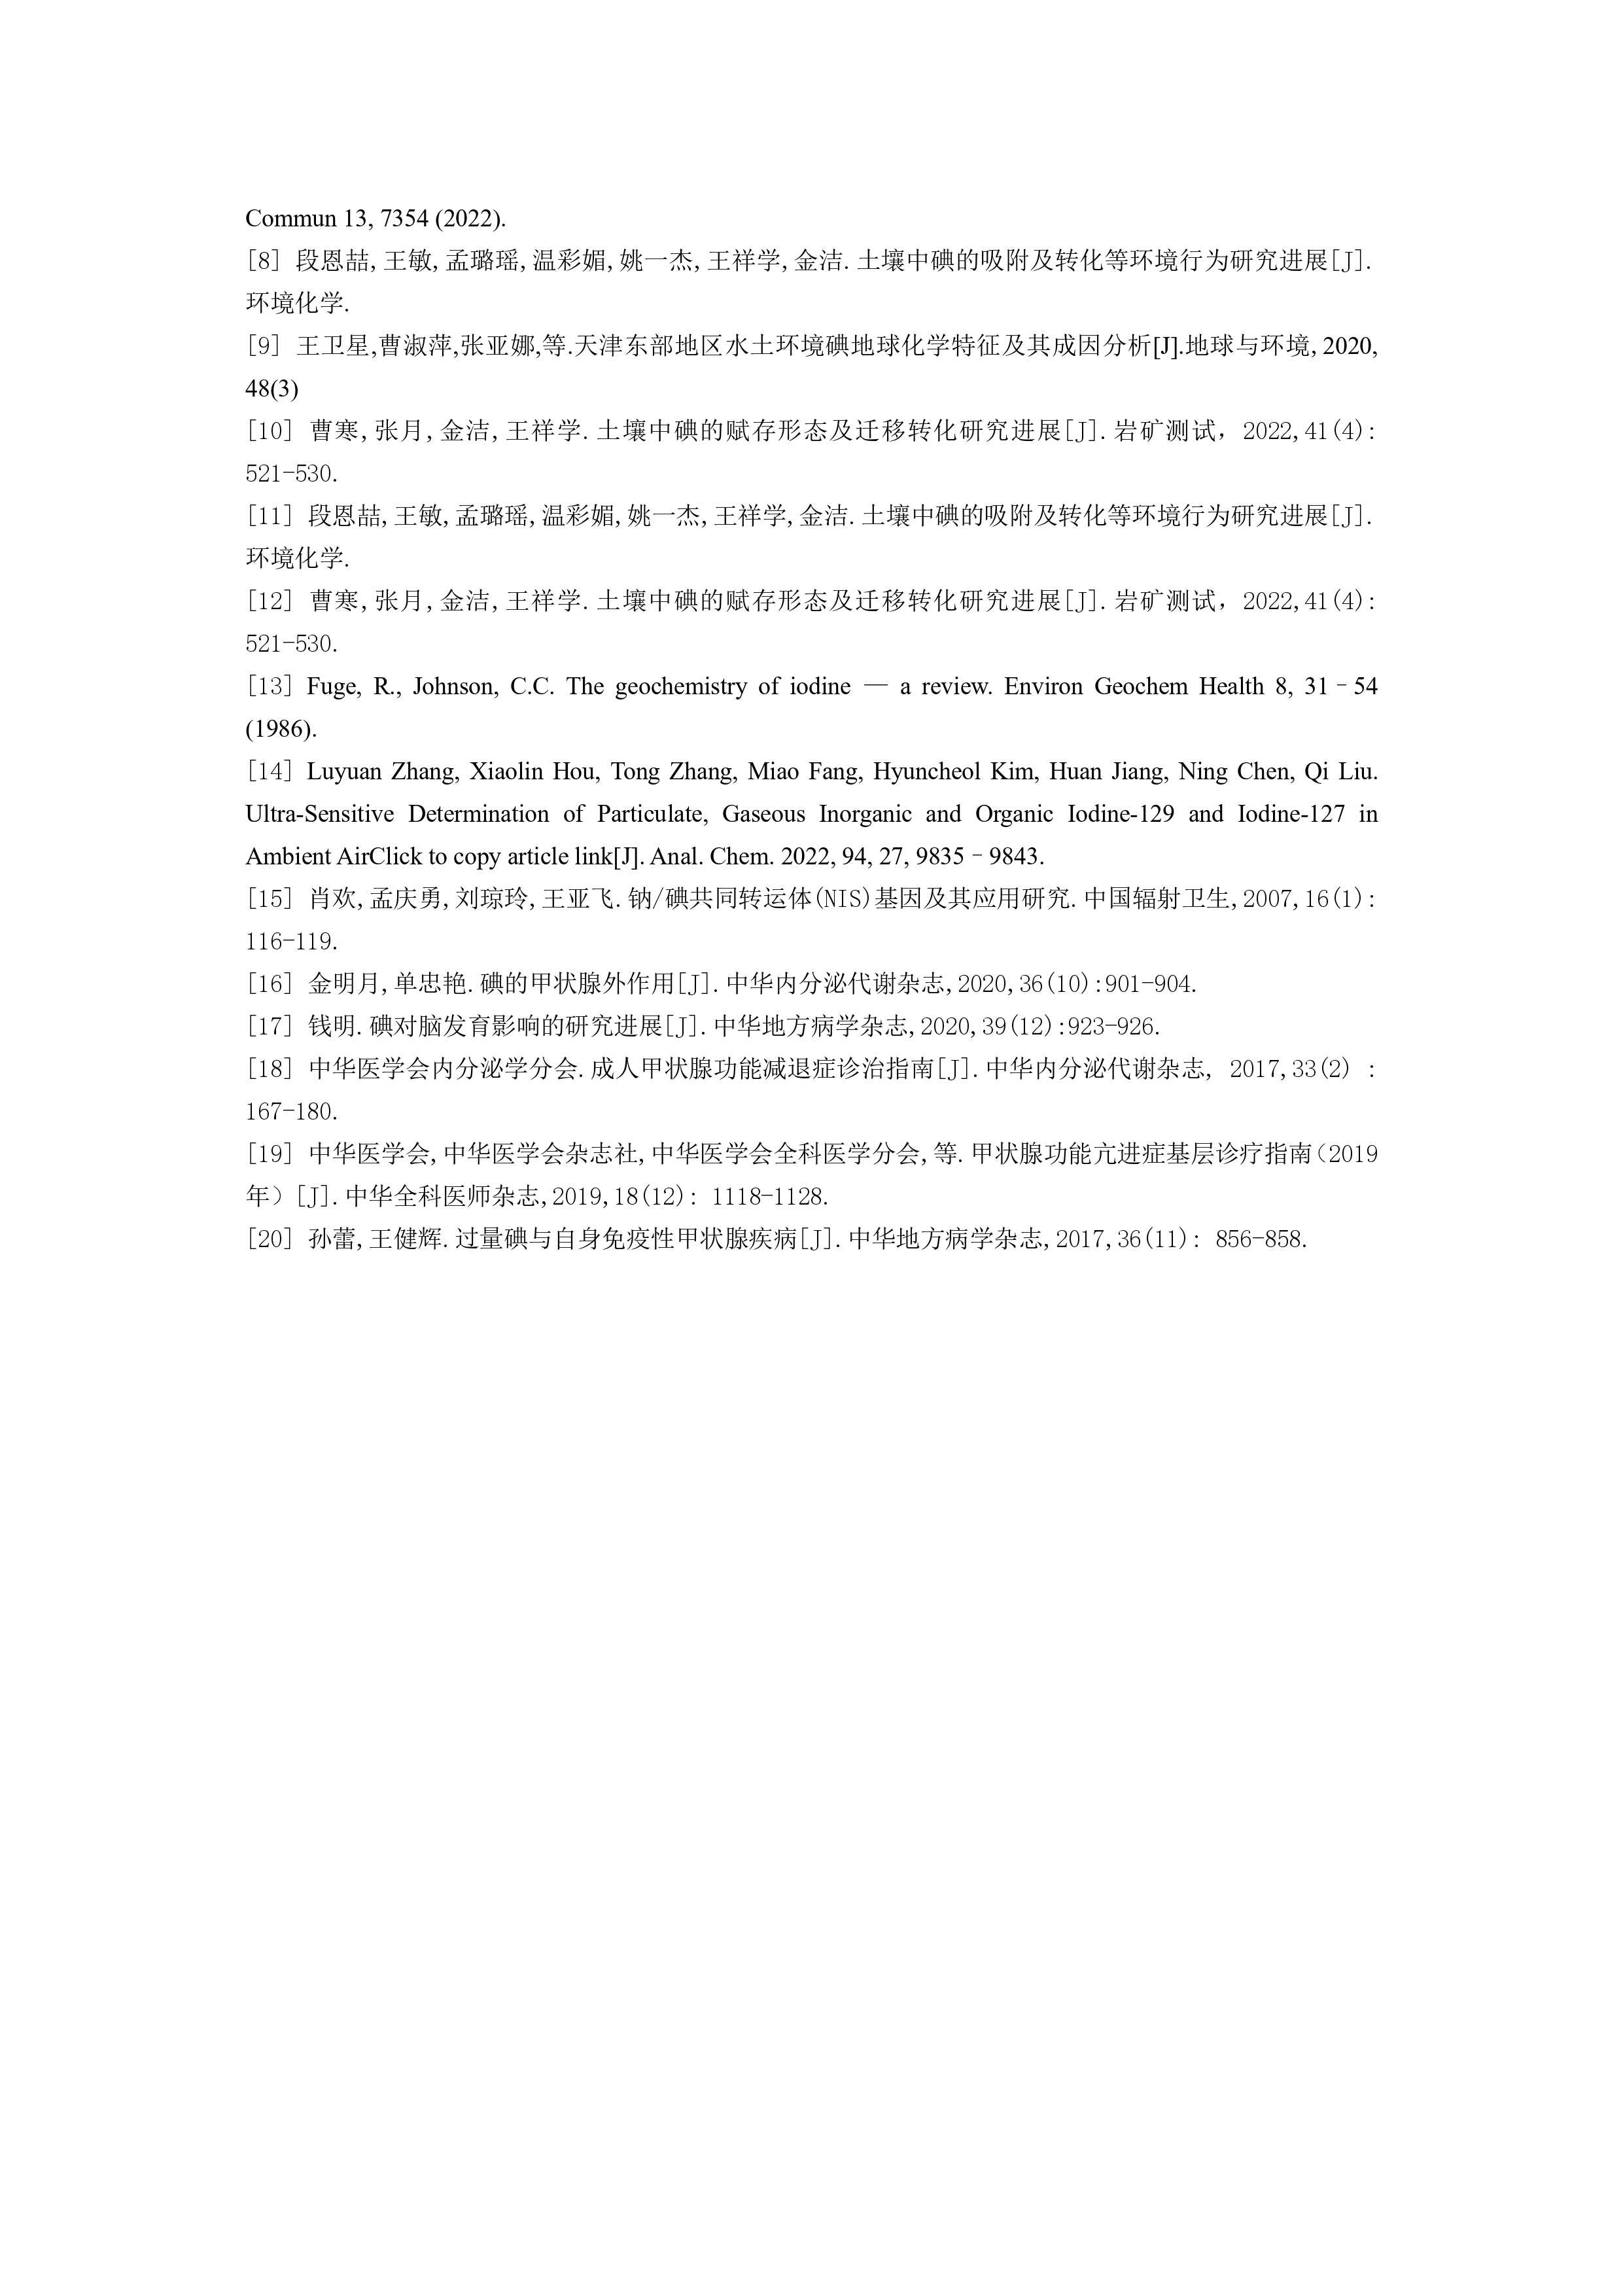 Commun 13, 7354 (2022).
[8] 段恩喆,王敏,孟璐瑶,温彩媚,姚一杰,王祥学,金洁.土壤中碘的吸附及转化等环境行为研究进展[J].
环境化学.
[9] 王卫星,曹淑萍,张亚娜,等.天津东部地区水土环境碘地球化学特征及其成因分析[J].地球与环境, 2020,
48(3)
[10] 曹寒,张月,金洁,王祥学.土壤中碘的赋存形态及迁移转化研究进展[J].岩矿测试，2022,41(4):
521-530.
[11] 段恩喆,王敏,孟璐瑶,温彩媚,姚一杰,王祥学,金洁.土壤中碘的吸附及转化等环境行为研究进展[J].
环境化学.
[12] 曹寒,张月,金洁,王祥学.土壤中碘的赋存形态及迁移转化研究进展[J].岩矿测试，2022,41(4):
521-530.
[13] Fuge, R., Johnson, C.C. The geochemistry of iodine — a review. Environ Geochem Health 8, 31–54
(1986).
[14] Luyuan Zhang, Xiaolin Hou, Tong Zhang, Miao Fang, Hyuncheol Kim, Huan Jiang, Ning Chen, Qi Liu.
Ultra-Sensitive Determination of Particulate, Gaseous Inorganic and Organic Iodine-129 and Iodine-127 in
Ambient AirClick to copy article link[J]. Anal. Chem. 2022, 94, 27, 9835–9843.
[15] 肖欢,孟庆勇,刘琼玲,王亚飞.钠/碘共同转运体(NIS)基因及其应用研究.中国辐射卫生,2007,16(1):
116-119.
[16] 金明月,单忠艳.碘的甲状腺外作用[J].中华内分泌代谢杂志,2020,36(10):901-904.
[17] 钱明.碘对脑发育影响的研究进展[J].中华地方病学杂志,2020,39(12):923-926.
[18] 中华医学会内分泌学分会.成人甲状腺功能减退症诊治指南[J].中华内分泌代谢杂志, 2017,33(2) :
167-180.
[19] 中华医学会,中华医学会杂志社,中华医学会全科医学分会,等.甲状腺功能亢进症基层诊疗指南（2019
年）[J].中华全科医师杂志,2019,18(12): 1118-1128.
[20] 孙蕾,王健辉.过量碘与自身免疫性甲状腺疾病[J].中华地方病学杂志,2017,36(11): 856-858.